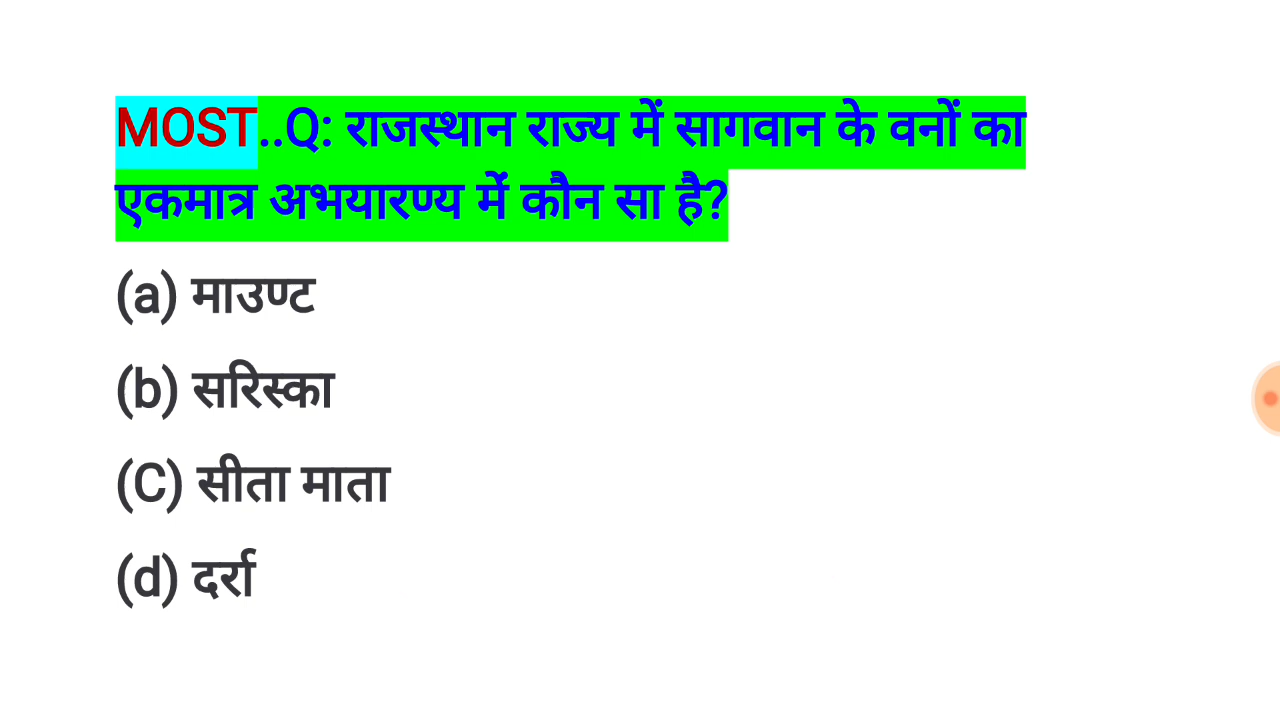 MOST..Q: राजस्थान राज्य में सागवान के वनों का
एकमात्र अभयारण्य में कौन सा है?
(a) माउण्ट
(b) सरिस्का
(C) सीता माता
(d) दर्रा